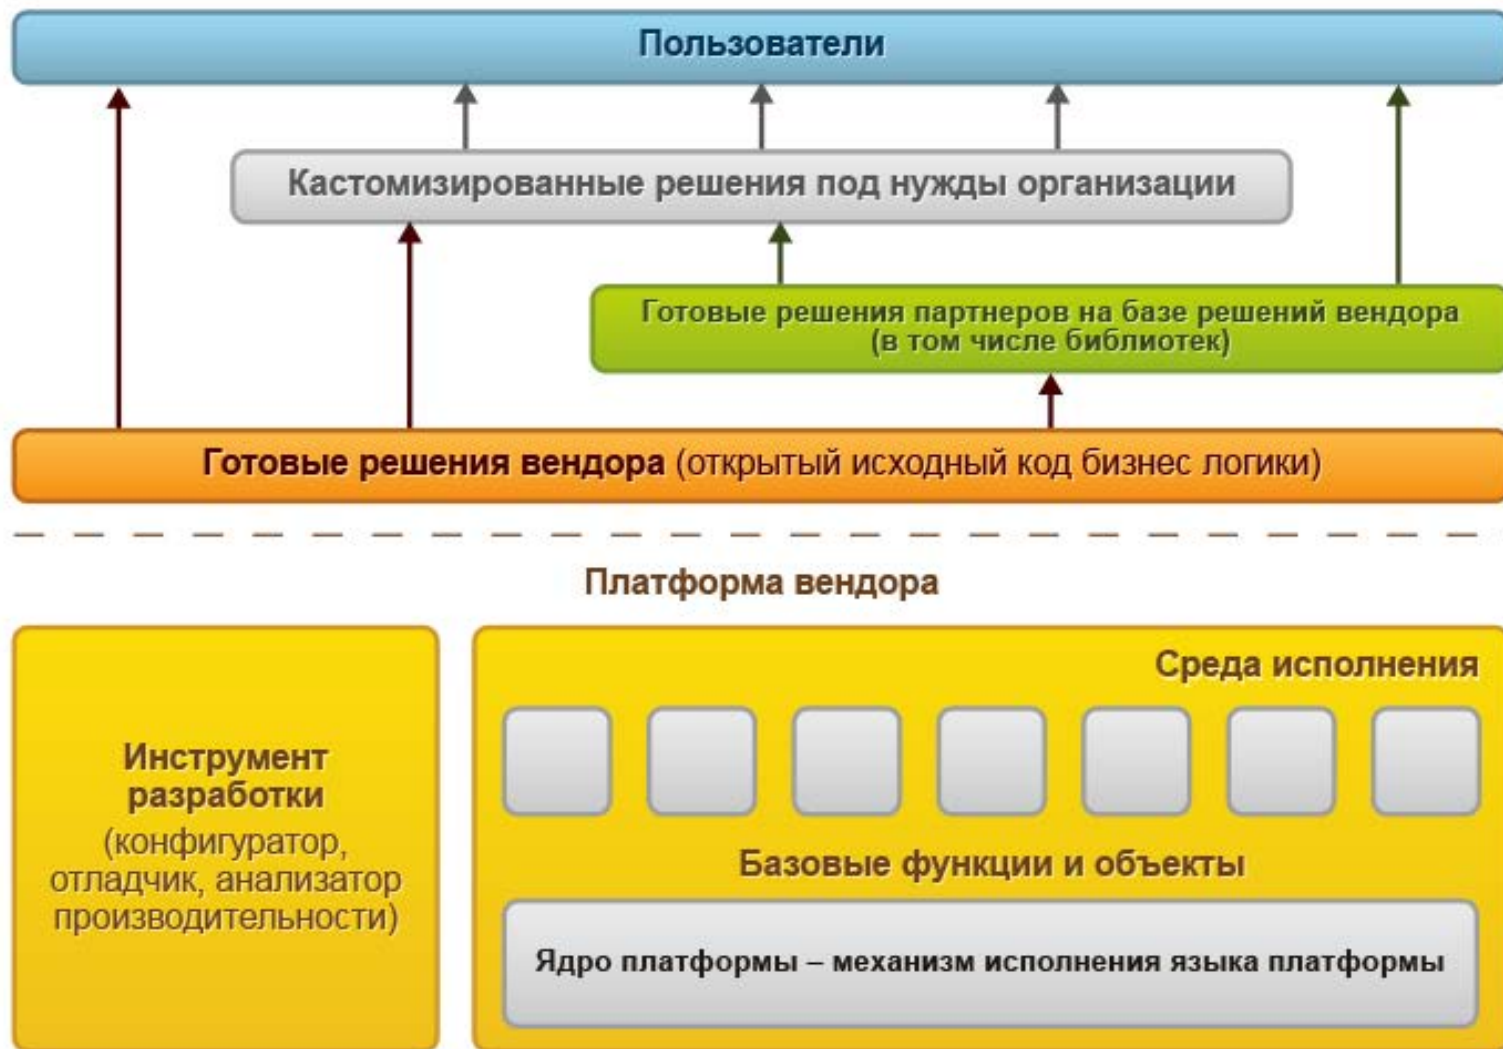 Пользователи
Кастомизированные решения под нужды организации
Готовые решения партнеров на базе решений вендора
(в том числе библиотек)
Готовые решения вендора (открытый исходный код бизнес логики)
Платформа вендора
Инструмент
разработки
(конфигуратор,
отладчик, анализатор
производительности)
Среда исполнения
Базовые функции и объекты
Ядро платформы – механизм исполнения языка платформы